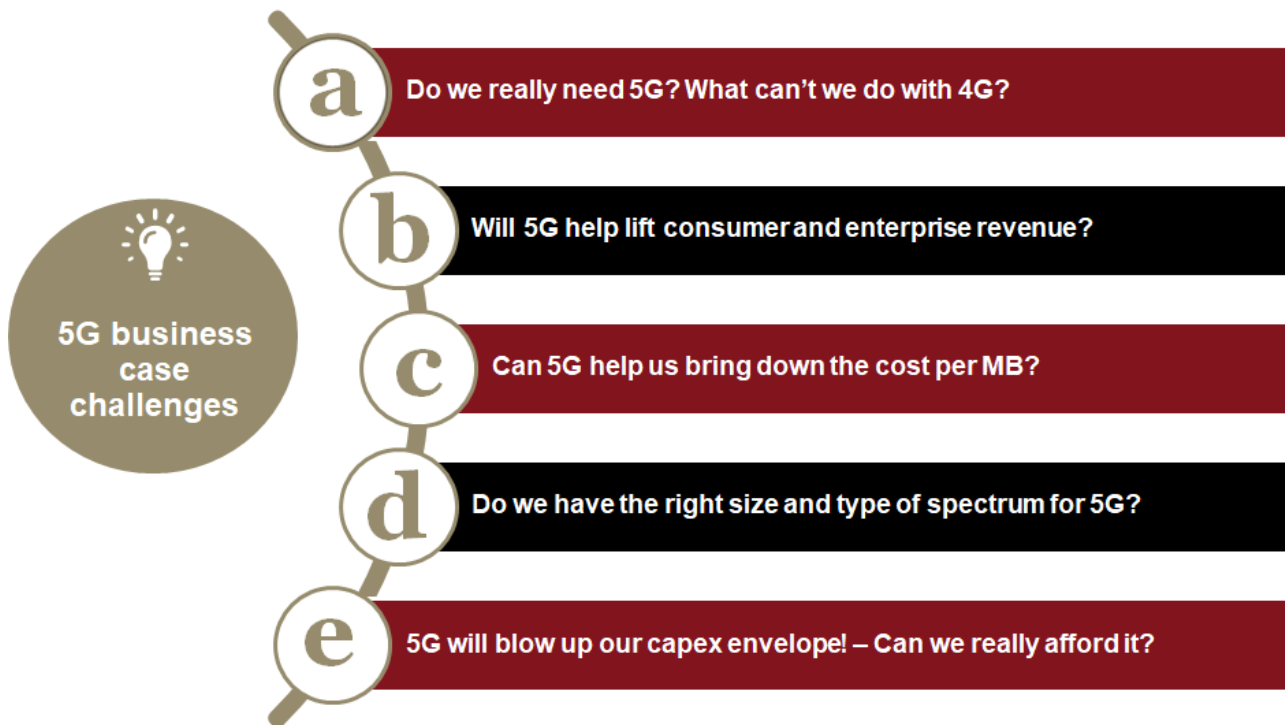 a
Do we really need 5G? What can't we do with 4G?
b
Will 5G help lift consumer and enterprise revenue?
5G business
case
challenges
c
Can 5G help us bring down the cost per MB?
d
Do we have the right size and type of spectrum for 5G?
e
5G will blow up our capex envelope! – Can we really afford it?